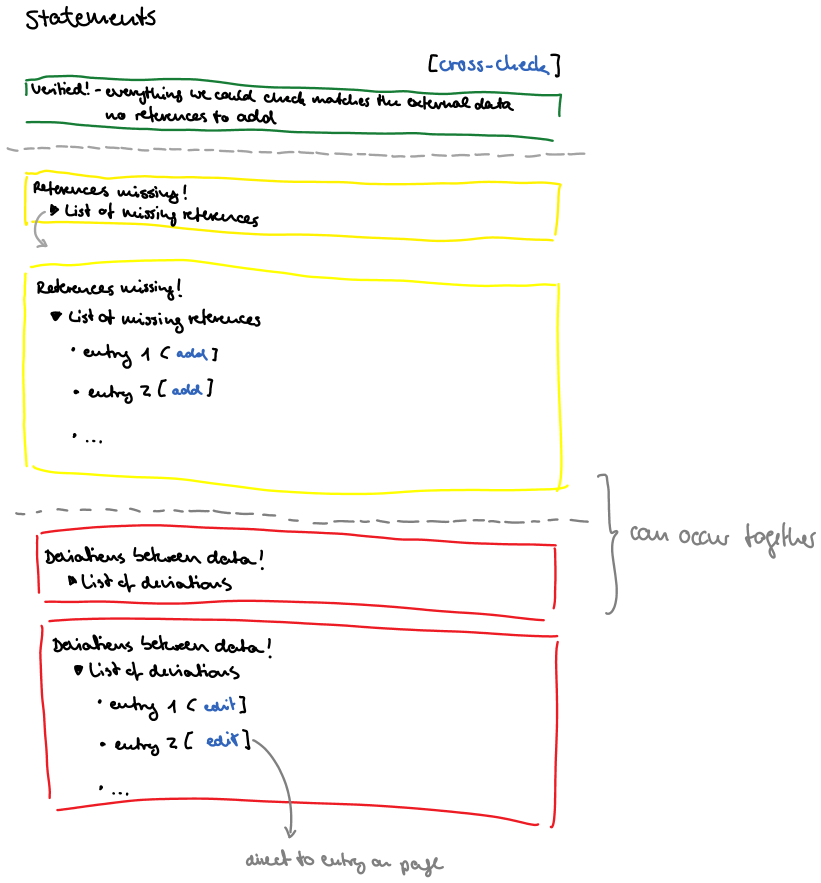 Statements
[cross-check]
Verified! - everything we could check matches the external data
no references to add
References missing!
▶ List of missing references
References missing!
▼ List of missing references
• entry 1 [add]
• entry 2 [add]
• ...
can occur together
Deviations between data!
▶ List of deviations
Deviations between data!
▼ List of deviations
• entry 1 [edit]
• entry 2 [edit]
• ...
direct to entry on page